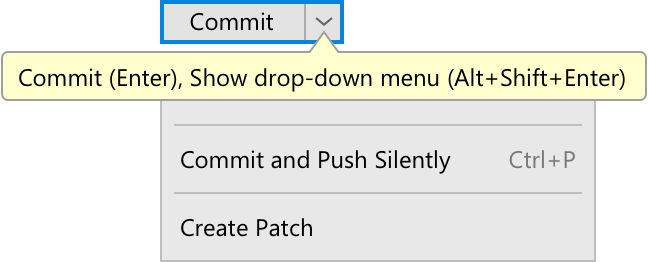 Commit
Commit (Enter), Show drop-down menu (Alt+Shift+Enter)
Commit and Push Silently Ctrl+P
Create Patch